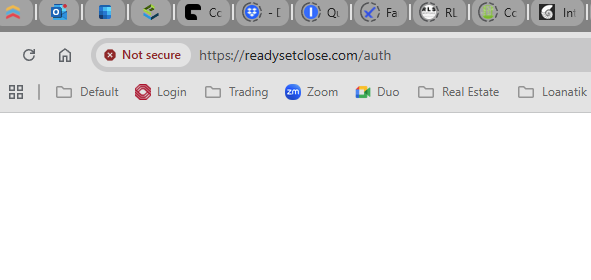 Cc - D Qu Fa RL Cc Int
Not secure https://readysetclose.com/auth
Default Login Trading zm Zoom Duo Real Estate Loanatik